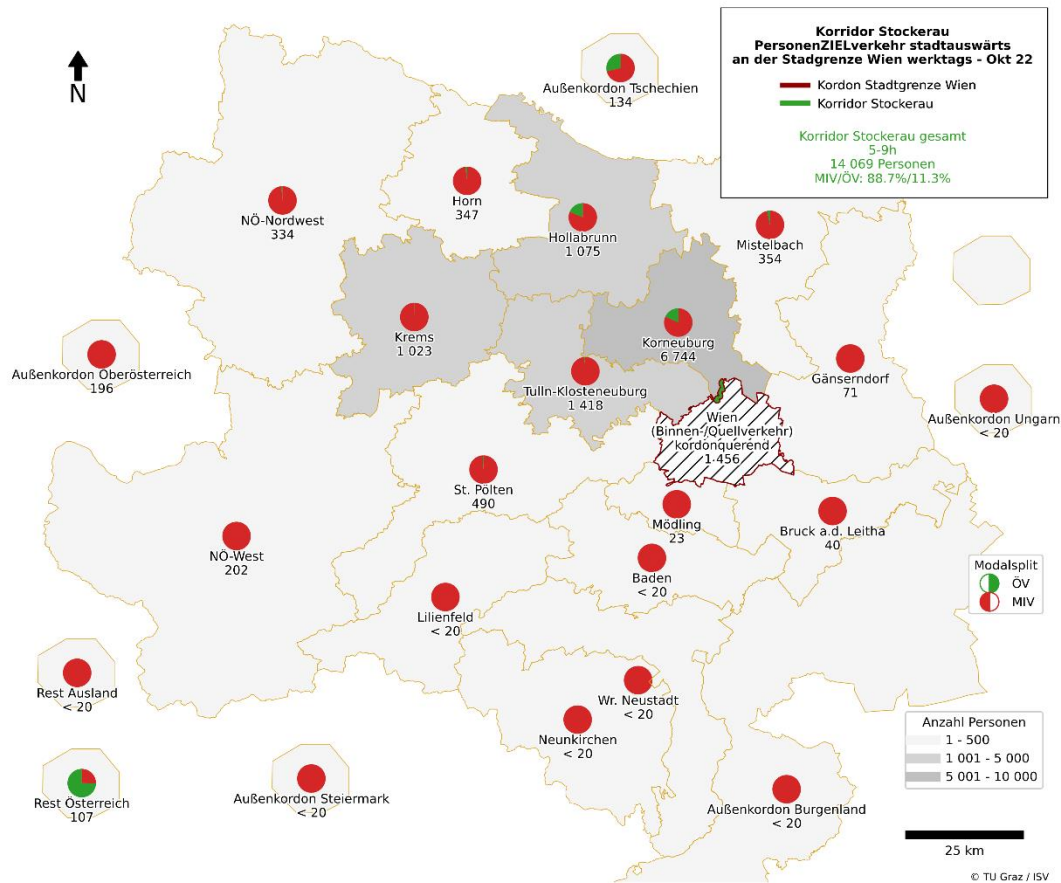 Korridor Stockerau
PersonenZIELverkehr stadtauswärts
an der Stadgrenze Wien werktags - Okt 22
Kordon Stadtgrenze Wien
Korridor Stockerau
Korridor Stockerau gesamt
5-9h
14 069 Personen
MIV/ÖV: 88.7%/11.3%
N
Außenkordon Tschechien
134
Horn
347
NÖ-Nordwest
334
Hollabrunn
1 075
Mistelbach
354
Krems
1 023
Korneuburg
6 744
Außenkordon Oberösterreich
196
Tulln-Klosteneuburg
1 418
Gänserndorf
71
Außenkordon Ungarn
< 20
Wien
(Binnen-/Quellverkehr)
kordonquerend
1 456
St. Pölten
490
Mödling
23
Bruck a.d. Leitha
40
NÖ-West
202
Baden
< 20
Modalsplit
ÖV
MIV
Lilienfeld
< 20
Rest Ausland
< 20
Wr. Neustadt
< 20
Neunkirchen
< 20
Anzahl Personen
1 - 500
1 001 - 5 000
5 001 - 10 000
Rest Österreich
107
Außenkordon Steiermark
< 20
Außenkordon Burgenland
< 20
25 km
© TU Graz / ISV